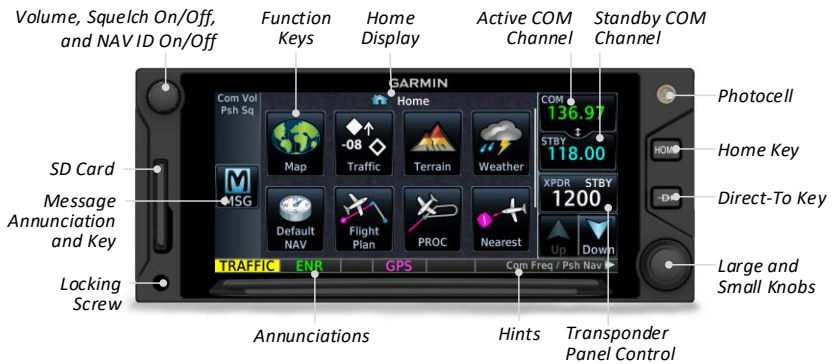 Volume, Squelch On/Off,
and NAV ID On/Off
Function
Keys
Home
Display
Active COM
Channel
Standby COM
Channel
GARMIN
Com Vol
Psh Sq
Home
COM
136.97
STBY
118.00
XPDR STBY
1200
-08
Map
Traffic
Terrain
Weather
M
MSG
Default
NAV
Flight
Plan
PROC
Nearest
Up
Down
TRAFFIC ENR GPS Com Freq / Psh Nav
HOME
D
SD Card
Message
Annunciation
and Key
Locking
Screw
Photocell
Home Key
Direct-To Key
Large and
Small Knobs
Annunciations
Hints
Transponder
Panel Control